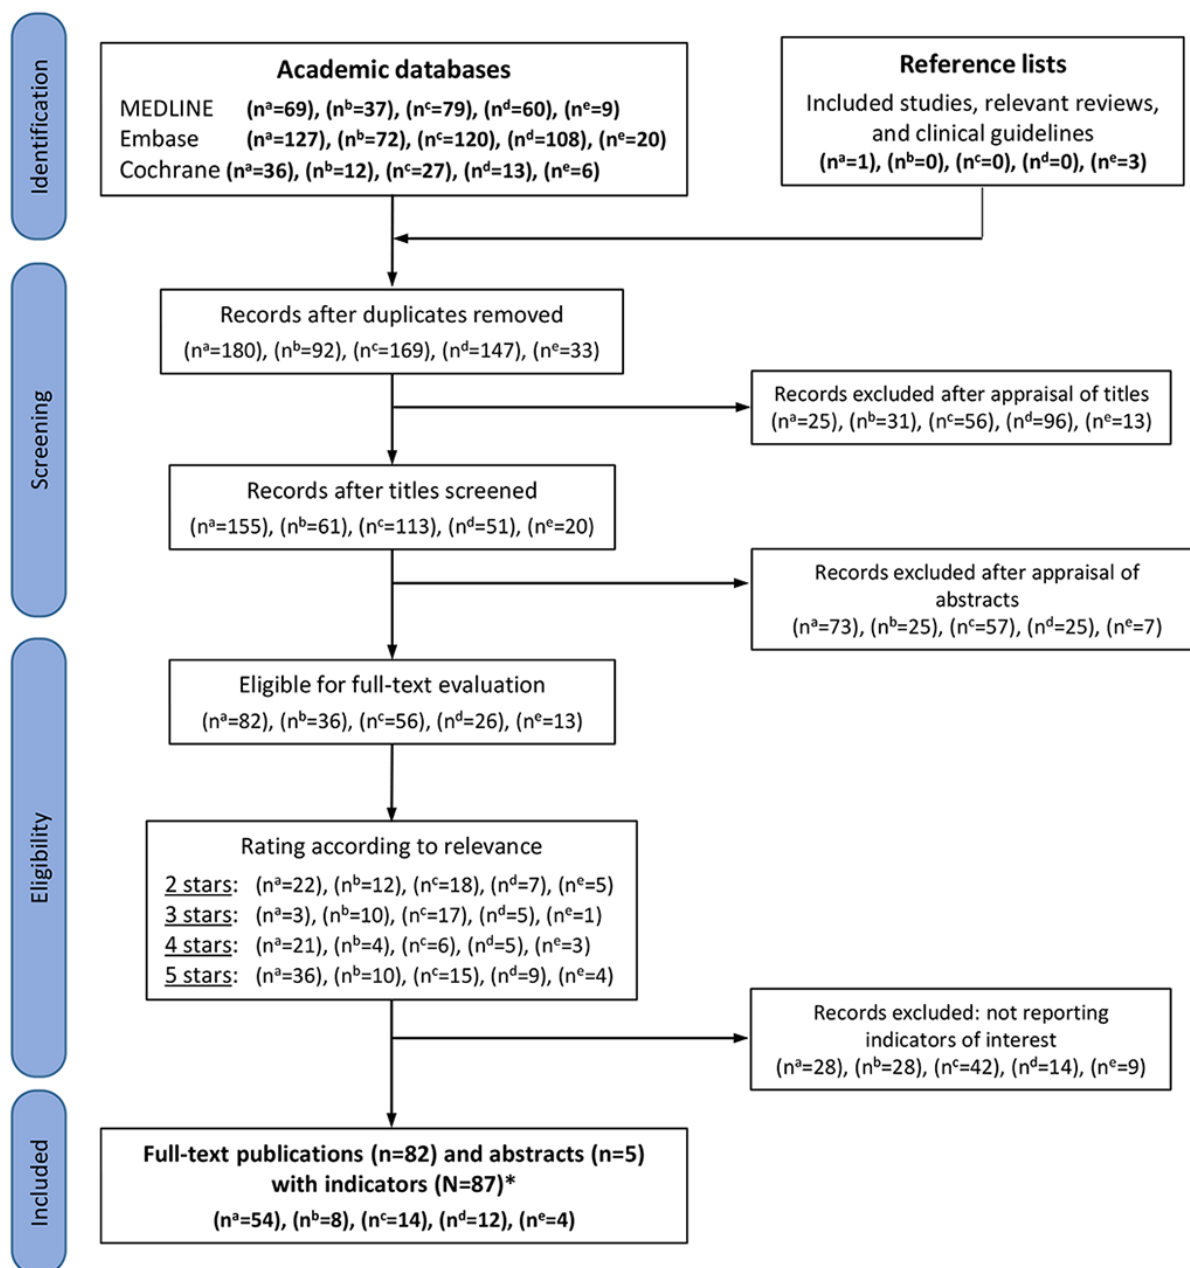 Identification
Academic databases
MEDLINE (nᵃ=69), (nᵇ=37), (nᶜ=79), (nᵈ=60), (nᵉ=9)
Embase (nᵃ=127), (nᵇ=72), (nᶜ=120), (nᵈ=108), (nᵉ=20)
Cochrane (nᵃ=36), (nᵇ=12), (nᶜ=27), (nᵈ=13), (nᵉ=6)
Reference lists
Included studies, relevant reviews,
and clinical guidelines
(nᵃ=1), (nᵇ=0), (nᶜ=0), (nᵈ=0), (nᵉ=3)
Screening
Records after duplicates removed
(nᵃ=180), (nᵇ=92), (nᶜ=169), (nᵈ=147), (nᵉ=33)
Records excluded after appraisal of titles
(nᵃ=25), (nᵇ=31), (nᶜ=56), (nᵈ=96), (nᵉ=13)
Records after titles screened
(nᵃ=155), (nᵇ=61), (nᶜ=113), (nᵈ=51), (nᵉ=20)
Records excluded after appraisal of
abstracts
(nᵃ=73), (nᵇ=25), (nᶜ=57), (nᵈ=25), (nᵉ=7)
Eligibility
Eligible for full-text evaluation
(nᵃ=82), (nᵇ=36), (nᶜ=56), (nᵈ=26), (nᵉ=13)
Rating according to relevance
2 stars: (nᵃ=22), (nᵇ=12), (nᶜ=18), (nᵈ=7), (nᵉ=5)
3 stars: (nᵃ=3), (nᵇ=10), (nᶜ=17), (nᵈ=5), (nᵉ=1)
4 stars: (nᵃ=21), (nᵇ=4), (nᶜ=6), (nᵈ=5), (nᵉ=3)
5 stars: (nᵃ=36), (nᵇ=10), (nᶜ=15), (nᵈ=9), (nᵉ=4)
Records excluded: not reporting
indicators of interest
(nᵃ=28), (nᵇ=28), (nᶜ=42), (nᵈ=14), (nᵉ=9)
Included
Full-text publications (n=82) and abstracts (n=5)
with indicators (N=87)*
(nᵃ=54), (nᵇ=8), (nᶜ=14), (nᵈ=12), (nᵉ=4)